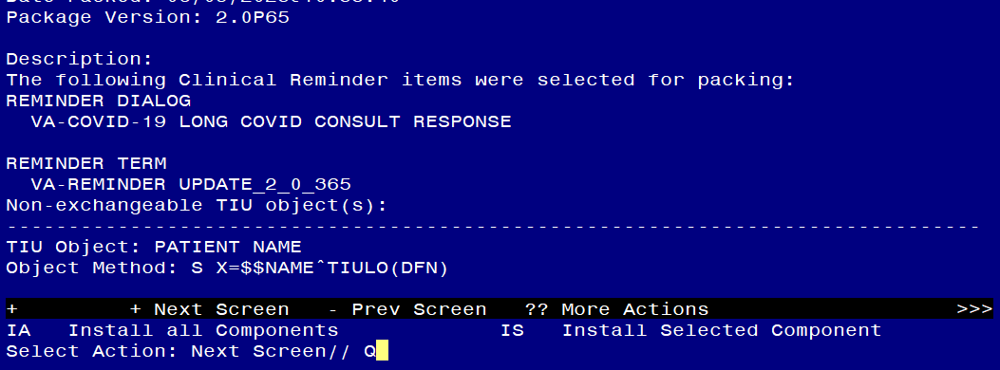 Package Version: 2.0P65
Description:
The following Clinical Reminder items were selected for packing:
REMINDER DIALOG
VA-COVID-19 LONG COVID CONSULT RESPONSE
REMINDER TERM
VA-REMINDER UPDATE_2_0_365
Non-exchangeable TIU object(s):
-------------------------------------------------------------------------------
TIU Object: PATIENT NAME
Object Method: S X=$$NAME^TIULO(DFN)
+ + Next Screen - Prev Screen ?? More Actions >>>
IA Install all Components IS Install Selected Component
Select Action: Next Screen// Q